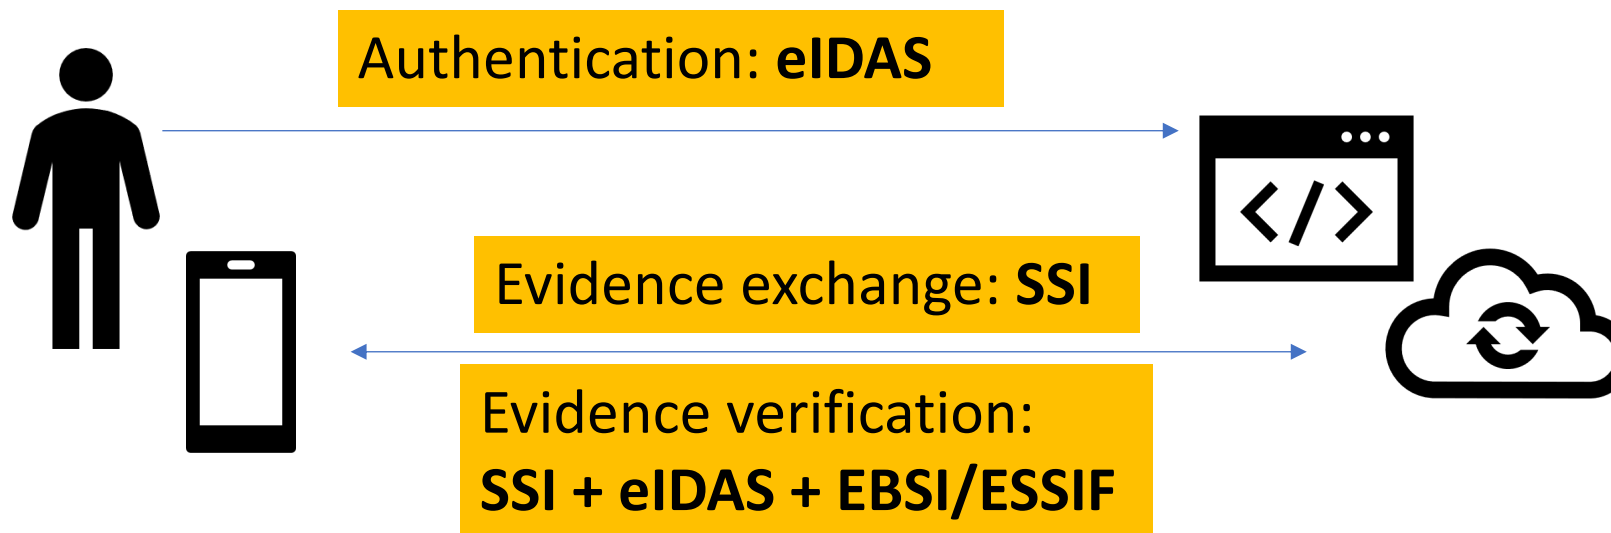 Authentication: eIDAS
</>
Evidence exchange: SSI
Evidence verification:
SSI + eIDAS + EBSI/ESSIF